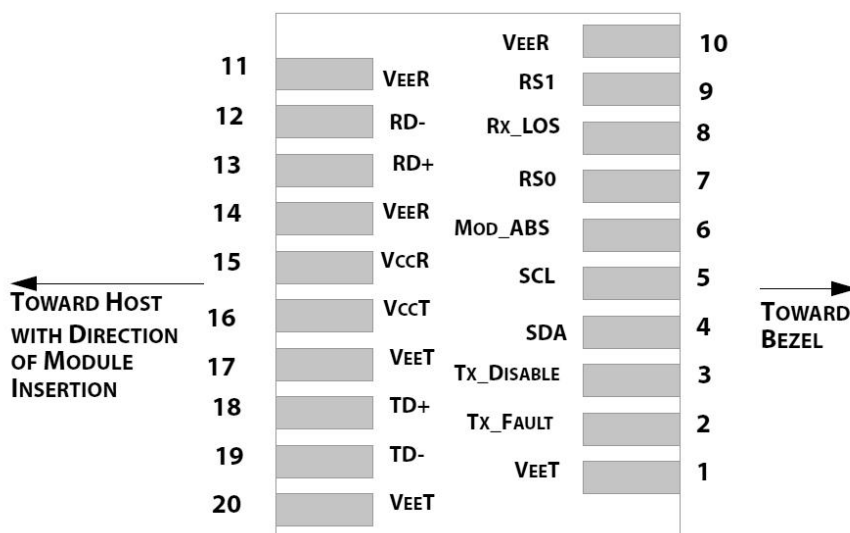 VEER 10
11 VEER
RS1 9
12 RD-
RX_LOS 8
13 RD+
RS0 7
14 VEER
MOD_ABS 6
15 VCCR
SCL 5
TOWARD HOST
WITH DIRECTION
OF MODULE
INSERTION
TOWARD
BEZEL
16 VCCT
SDA 4
17 VEET
TX_DISABLE 3
18 TD+
TX_FAULT 2
19 TD-
VEET 1
20 VEET